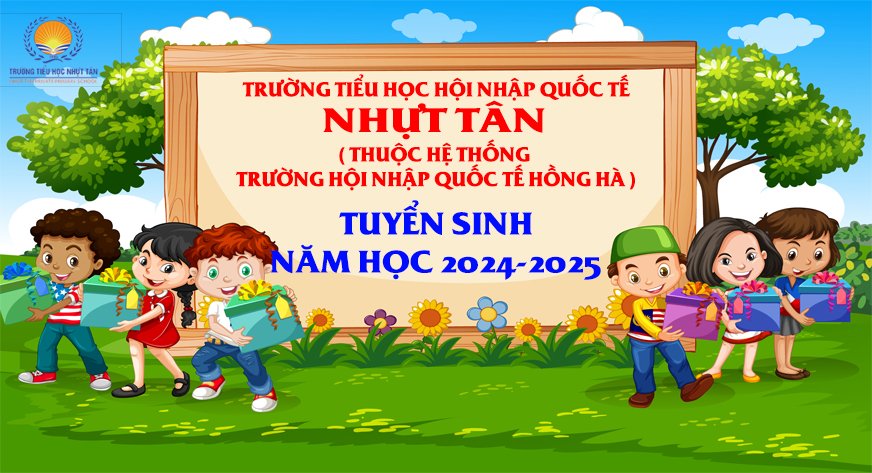 TRƯỜNG TIỂU HỌC NHỰT TÂN
TRƯỜNG TIỂU HỌC HỘI NHẬP QUỐC TẾ
NHỰT TÂN
( THUỘC HỆ THỐNG
TRƯỜNG HỘI NHẬP QUỐC TẾ HỒNG HÀ )
TUYỂN SINH
NĂM HỌC 2024-2025